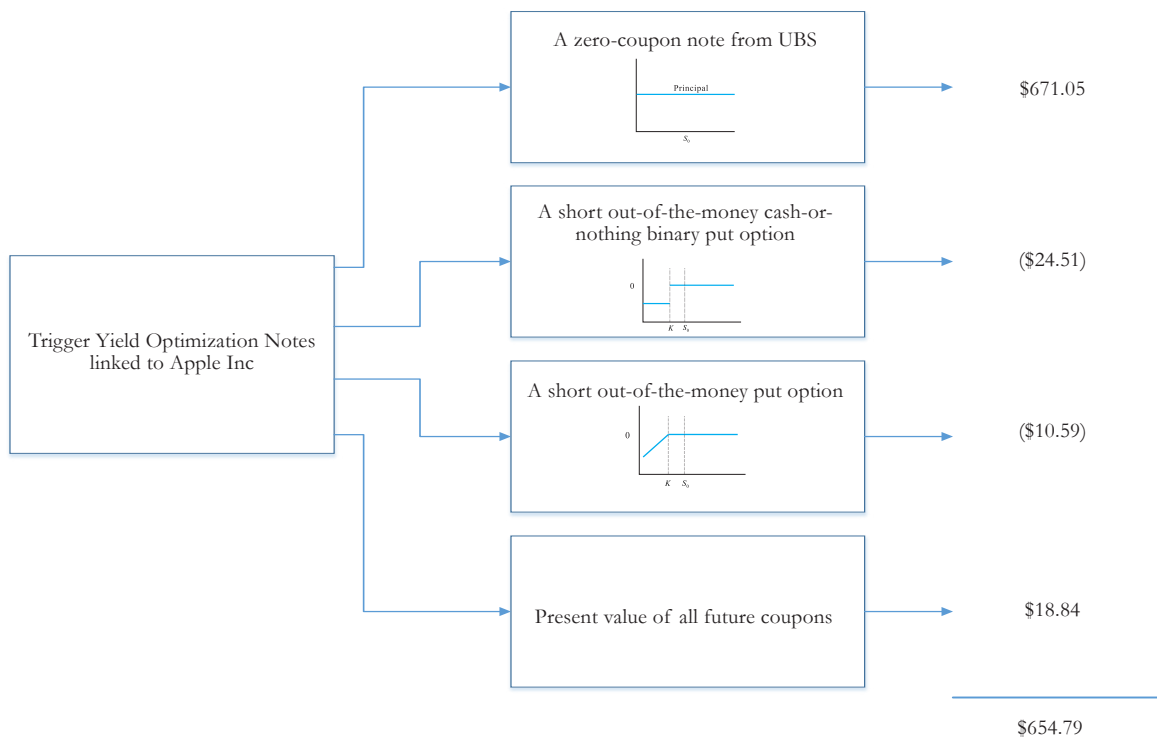 A zero-coupon note from UBS
Principal
S₀
$671.05
A short out-of-the-money cash-or-
nothing binary put option
0
K
S₀
($24.51)
Trigger Yield Optimization Notes
linked to Apple Inc
A short out-of-the-money put option
0
K
S₀
($10.59)
Present value of all future coupons
$18.84
$654.79